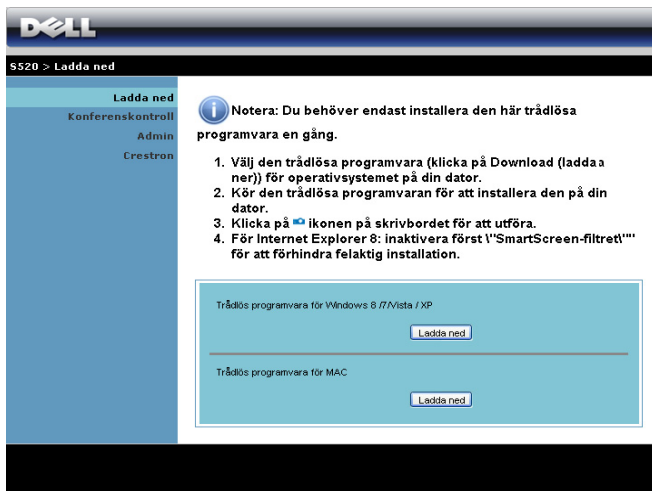 DELL
S520 > Ladda ned
Ladda ned
Konferenskontroll
Admin
Crestron
Notera: Du behöver endast installera den här trådlösa
programvara en gång.
1. Välj den trådlösa programvara (klicka på Download (laddaa
ner)) för operativsystemet på din dator.
2. Kör den trådlösa programvaran för att installera den på din
dator.
3. Klicka på ikonen på skrivbordet för att utföra.
4. För Internet Explorer 8: inaktivera först \"SmartScreen-filtret\""
för att förhindra felaktig installation.
Trådlös programvara för Windows 8 /7/Vista / XP
Ladda ned
Trådlös programvara för MAC
Ladda ned